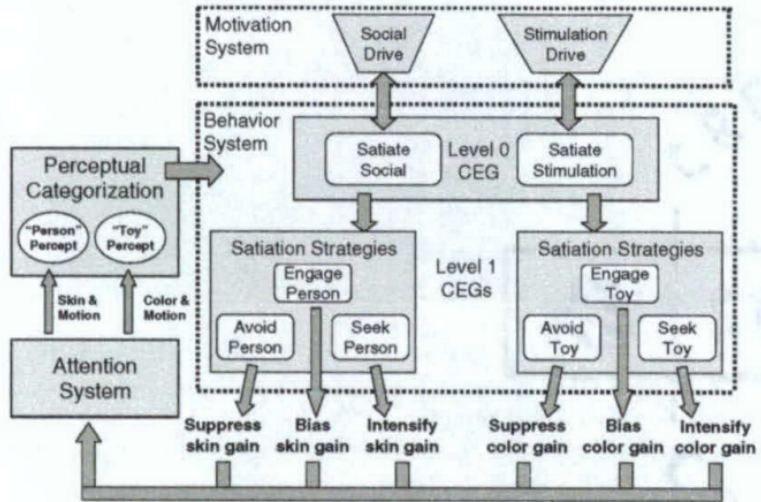 Motivation
System
Social
Drive
Stimulation
Drive
Behavior
System
Satiate
Social
Level 0
CEG
Satiate
Stimulation
Perceptual
Categorization
"Person"
Percept
"Toy"
Percept
Skin &
Motion
Color &
Motion
Attention
System
Satiation Strategies
Engage
Person
Avoid
Person
Seek
Person
Level 1
CEGs
Satiation Strategies
Engage
Toy
Avoid
Toy
Seek
Toy
Suppress
skin gain
Bias
skin gain
Intensify
skin gain
Suppress
color gain
Bias
color gain
Intensify
color gain